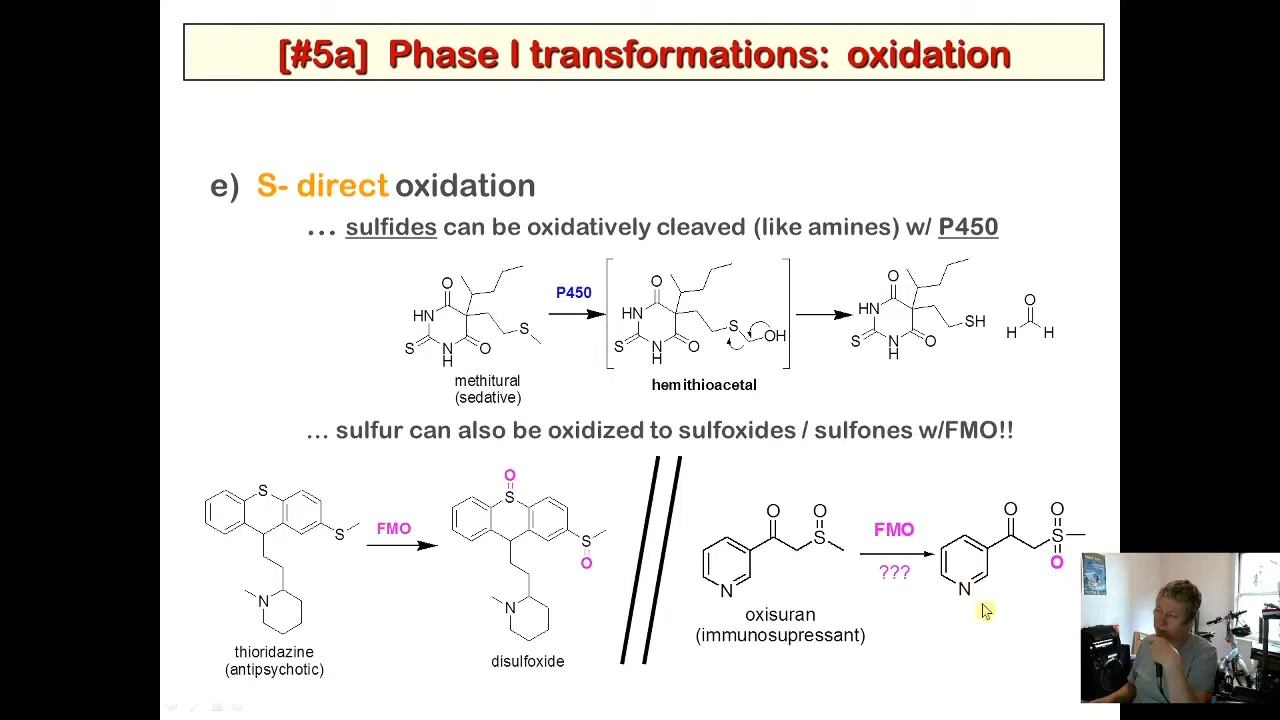 [#5a] Phase I transformations: oxidation
e) S- direct oxidation
... sulfides can be oxidatively cleaved (like amines) w/ P450
O
HN
S
N
H
O
S
P450
O
HN
S
N
H
O
S
OH
O
HN
S
N
H
O
SH
O
H H
methitural
(sedative)
hemithioacetal
... sulfur can also be oxidized to sulfoxides / sulfones w/FMO!!
S
S
N
FMO
O
S
S
O
N
O O
S
N
FMO
???
O O
S
O
N
thioridazine
(antipsychotic)
disulfoxide
oxisuran
(immunosupressant)